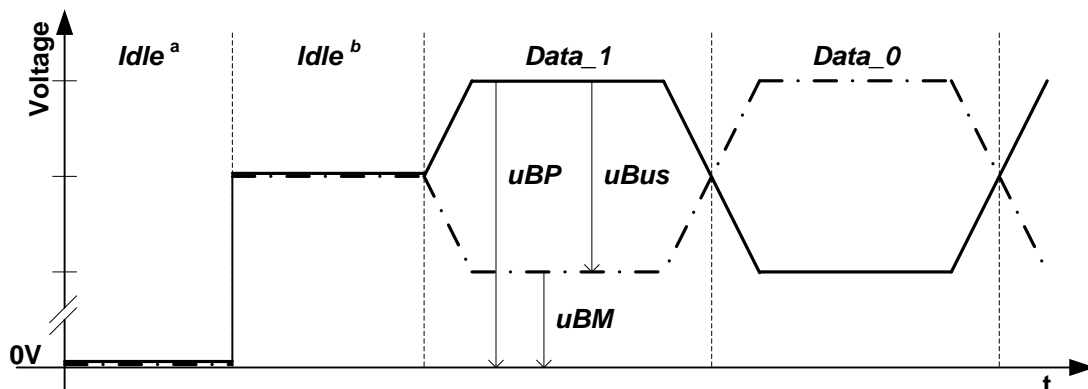 Voltage
Idle a
Idle b
Data_1
Data_0
uBP
uBus
uBM
0V
t